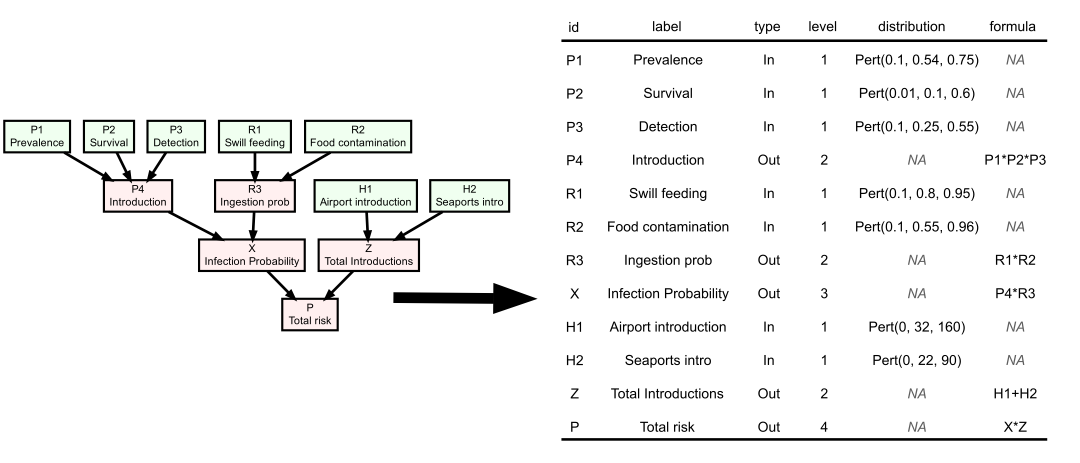 P1
Prevalence
P2
Survival
P3
Detection
R1
Swill feeding
R2
Food contamination
P4
Introduction
R3
Ingestion prob
H1
Airport introduction
H2
Seaports intro
X
Infection Probability
Z
Total Introductions
P
Total risk
id label type level distribution formula
P1 Prevalence In 1 Pert(0.1, 0.54, 0.75) NA
P2 Survival In 1 Pert(0.01, 0.1, 0.6) NA
P3 Detection In 1 Pert(0.1, 0.25, 0.55) NA
P4 Introduction Out 2 NA P1*P2*P3
R1 Swill feeding In 1 Pert(0.1, 0.8, 0.95) NA
R2 Food contamination In 1 Pert(0.1, 0.55, 0.96) NA
R3 Ingestion prob Out 2 NA R1*R2
X Infection Probability Out 3 NA P4*R3
H1 Airport introduction In 1 Pert(0, 32, 160) NA
H2 Seaports intro In 1 Pert(0, 22, 90) NA
Z Total Introductions Out 2 NA H1+H2
P Total risk Out 4 NA X*Z